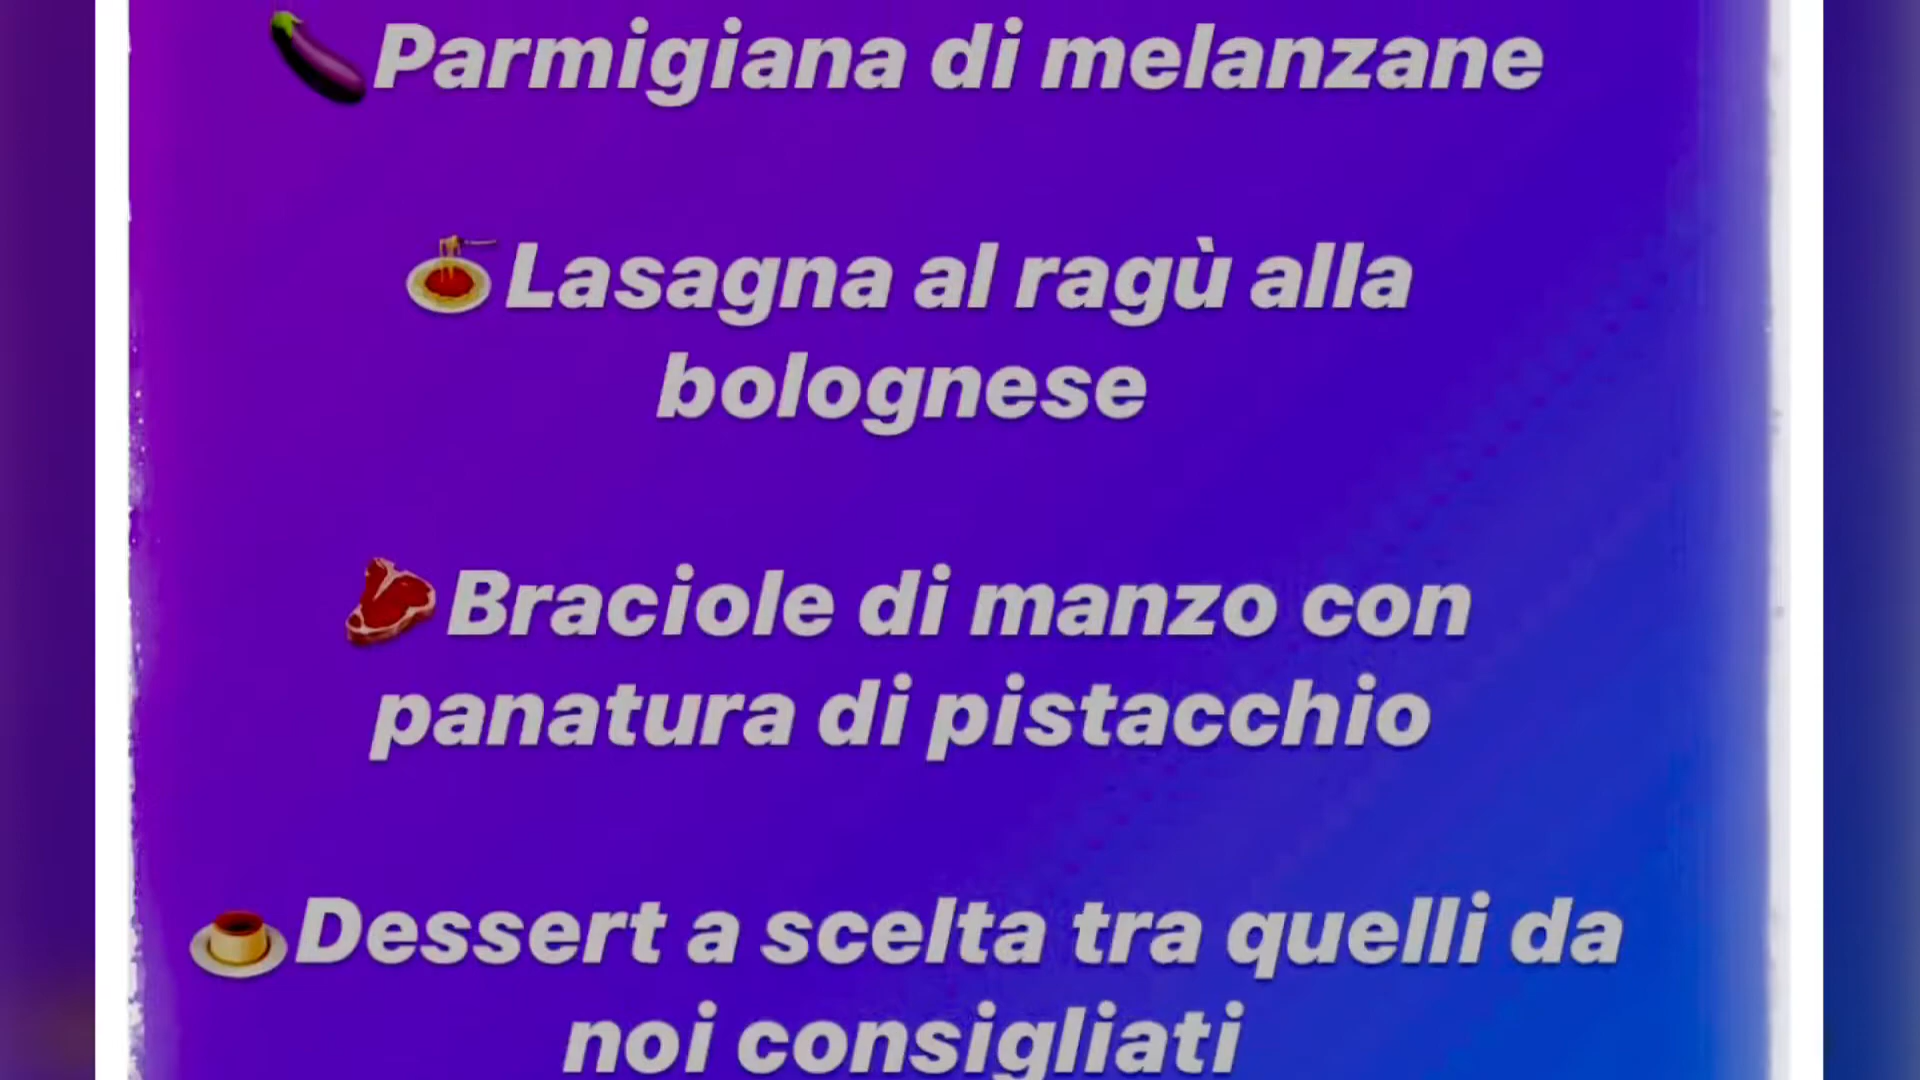 🍆Parmigiana di melanzane
🍝Lasagna al ragù alla
bolognese
🥩Braciole di manzo con
panatura di pistacchio
🍮Dessert a scelta tra quelli da
noi consigliati